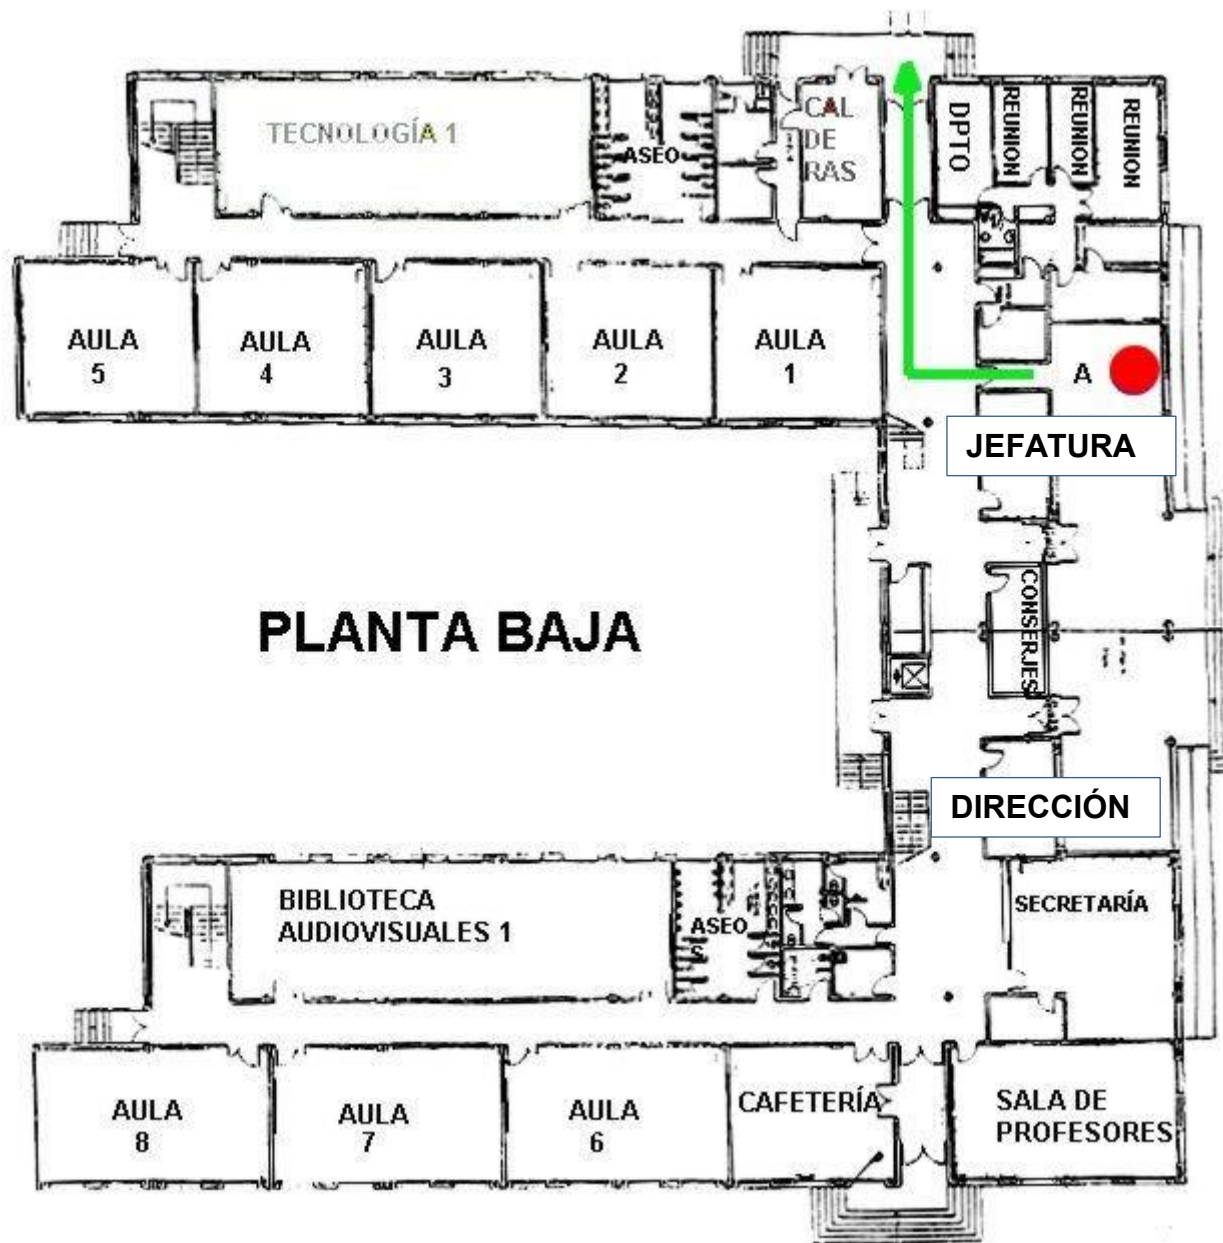 TECNOLOGÍA 1
ASEO
CAL
DE
RAS
DPTO
REUNION
REUNION
REUNION
AULA
5
AULA
4
AULA
3
AULA
2
AULA
1
A
JEFATURA
PLANTA BAJA
CONSERJES
DIRECCIÓN
BIBLIOTECA
AUDIOVISUALES 1
ASEO
SECRETARÍA
AULA
8
AULA
7
AULA
6
CAFETERÍA
SALA DE
PROFESORES